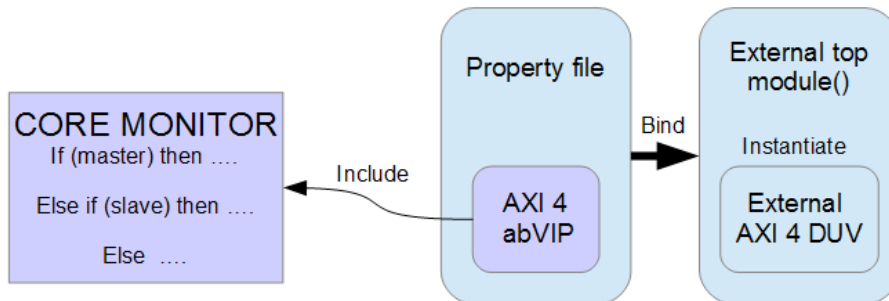 CORE MONITOR
If (master) then ....
Else if (slave) then ....
Else ....
Include
Property file
AXI 4
abVIP
Bind
External top
module()
Instantiate
External
AXI 4 DUV